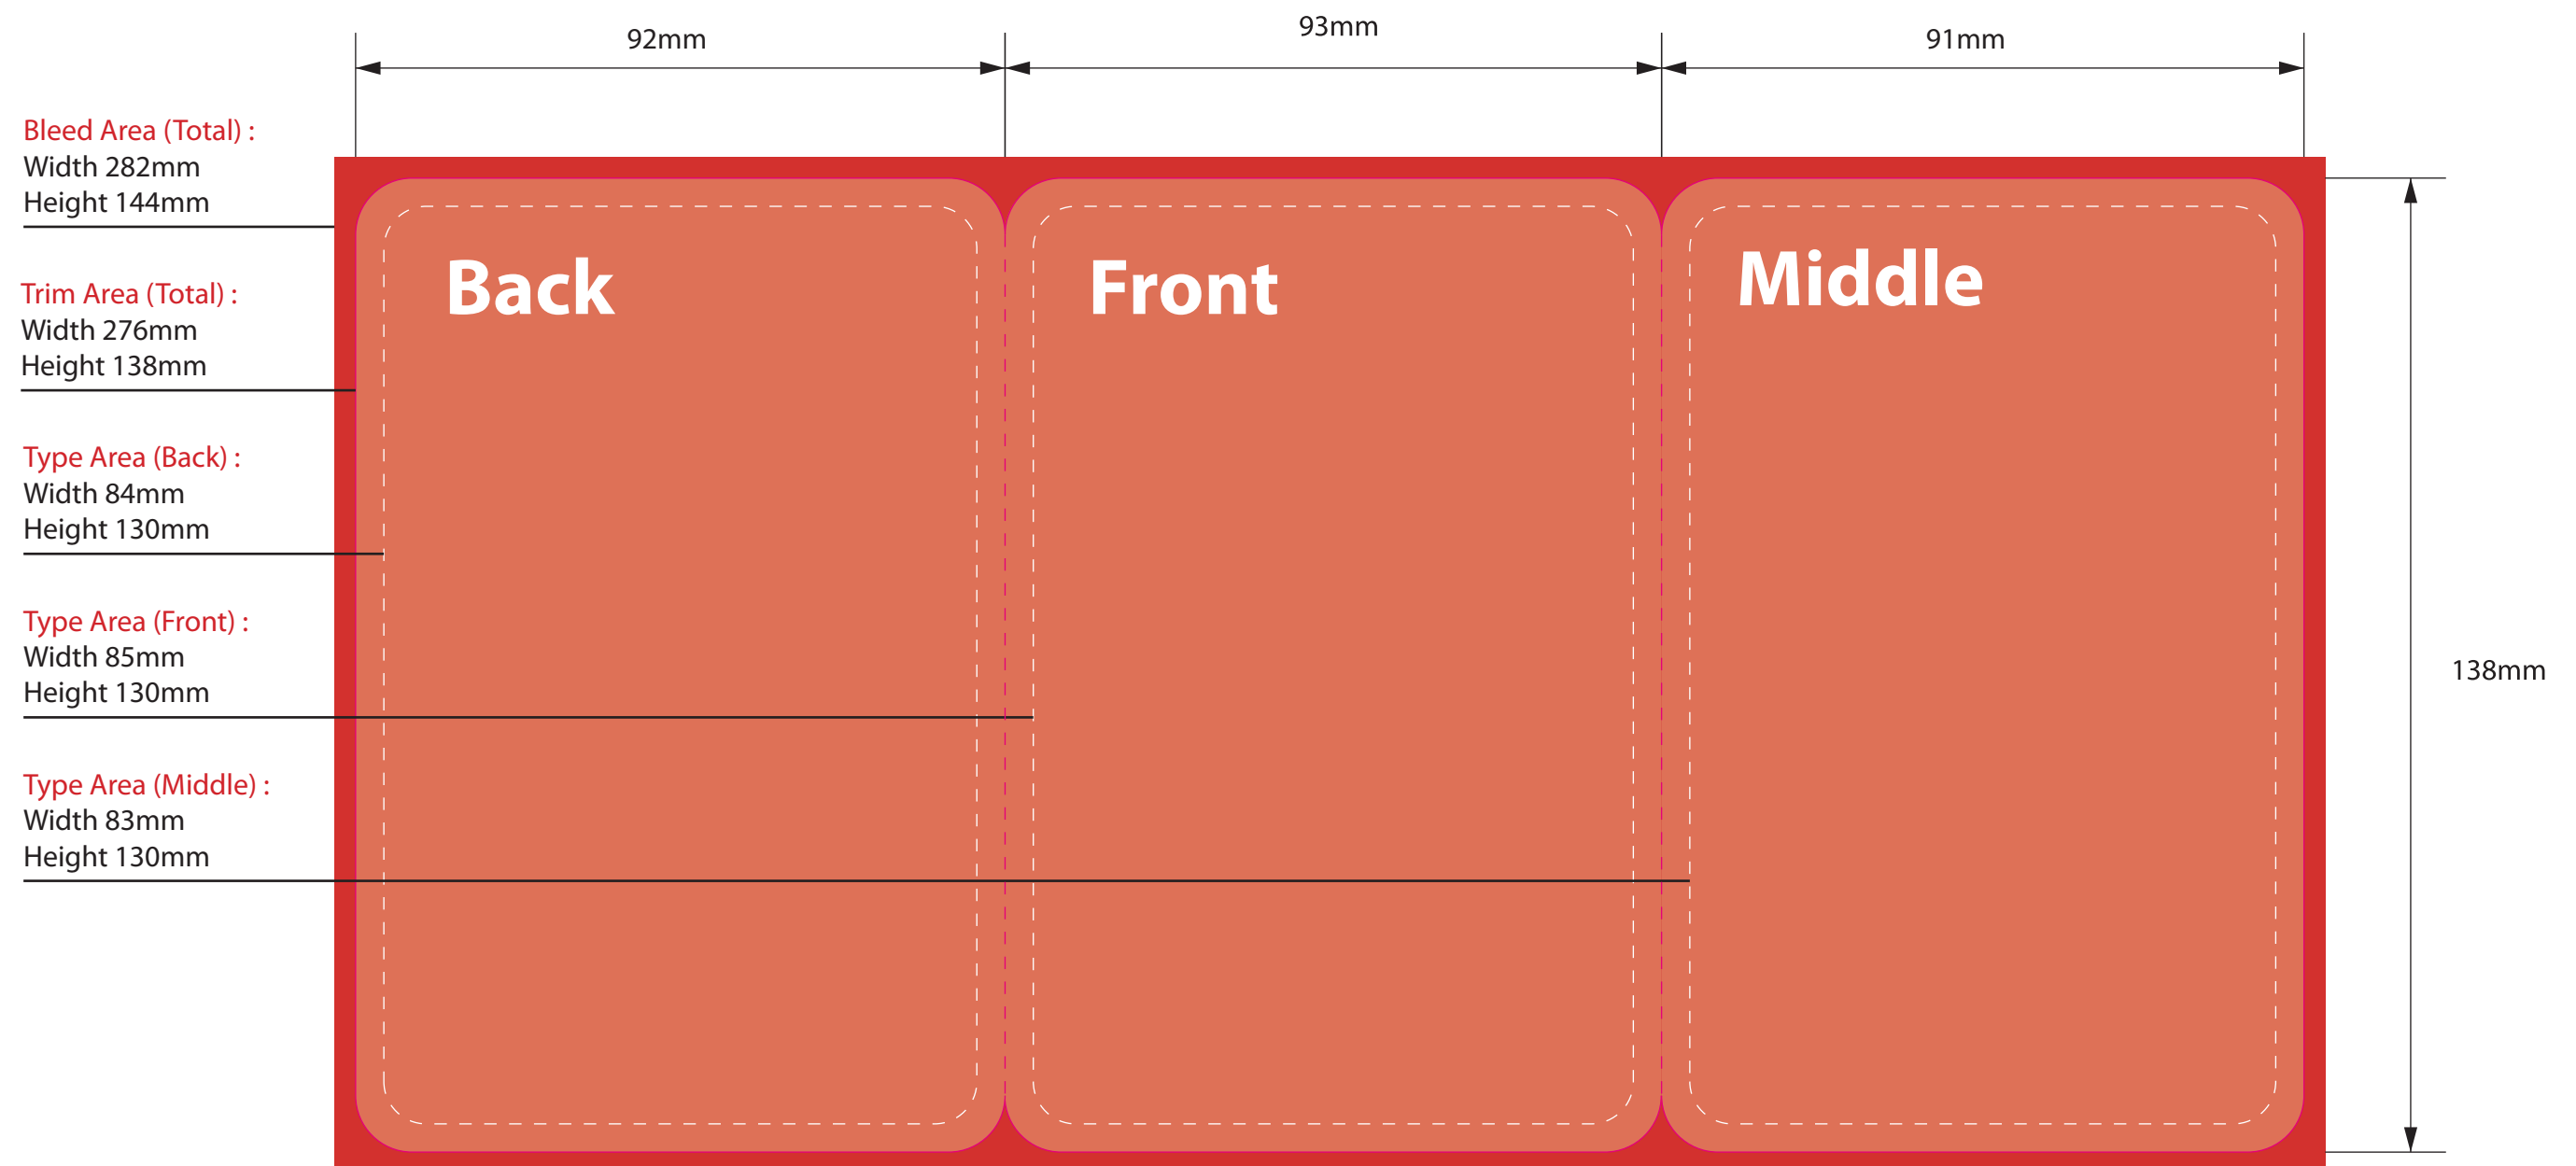 92mm
93mm
91mm
Bleed Area (Total) :
Width 282mm
Height 144mm
Trim Area (Total) :
Width 276mm
Height 138mm
Type Area (Back) :
Width 84mm
Height 130mm
Type Area (Front) :
Width 85mm
Height 130mm
Type Area (Middle) :
Width 83mm
Height 130mm
Back
Front
Middle
138mm